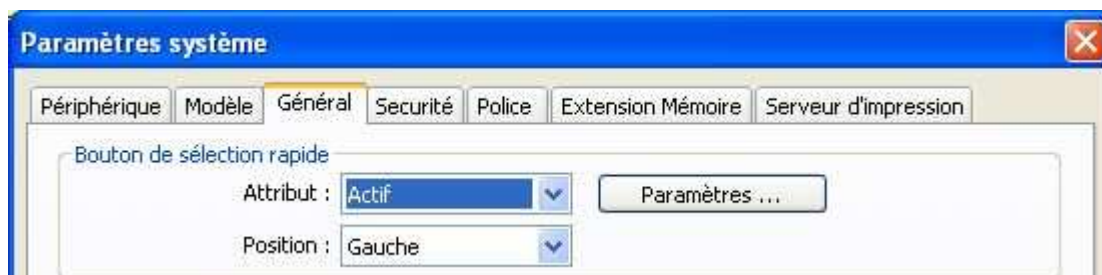 Paramètres système
Périphérique Modèle Général Securité Police Extension Mémoire Serveur d'impression
Bouton de sélection rapide
Attribut : Actif Paramètres ...
Position : Gauche